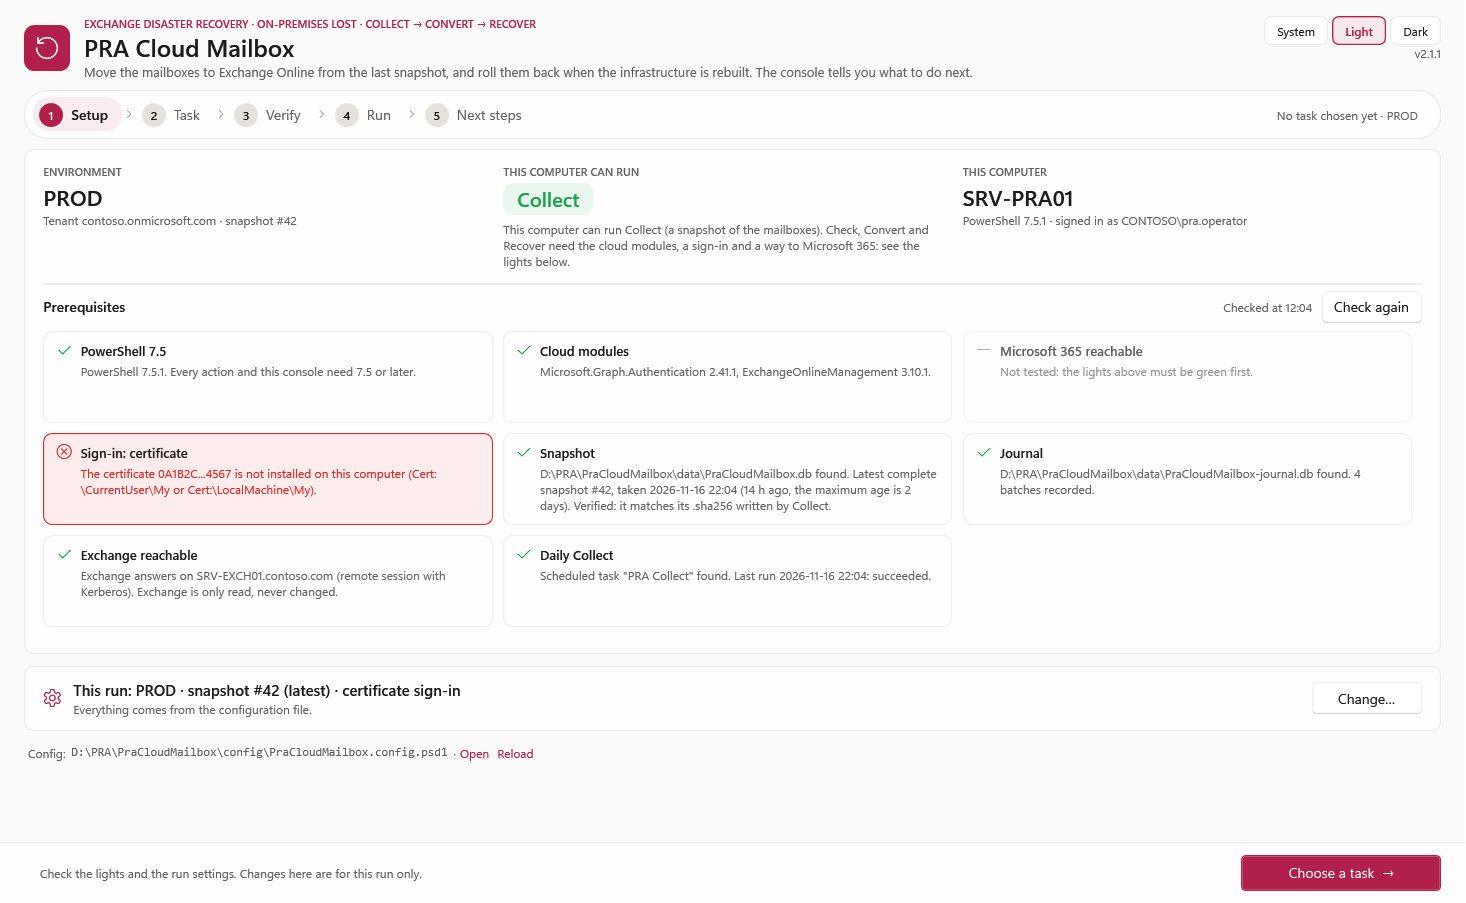 EXCHANGE DISASTER RECOVERY · ON-PREMISES LOST · COLLECT → CONVERT → RECOVER
PRA Cloud Mailbox
Move the mailboxes to Exchange Online from the last snapshot, and roll them back when the infrastructure is rebuilt. The console tells you what to do next.
System
Light
Dark
v2.1.1
1 Setup
2 Task
3 Verify
4 Run
5 Next steps
No task chosen yet · PROD
ENVIRONMENT
PROD
Tenant contoso.onmicrosoft.com · snapshot #42
THIS COMPUTER CAN RUN
Collect
This computer can run Collect (a snapshot of the mailboxes). Check, Convert and
Recover need the cloud modules, a sign-in and a way to Microsoft 365: see the
lights below.
THIS COMPUTER
SRV-PRA01
PowerShell 7.5.1 · signed in as CONTOSO\pra.operator
Prerequisites
Checked at 12:04
Check again
PowerShell 7.5
PowerShell 7.5.1. Every action and this console need 7.5 or later.
Cloud modules
Microsoft.Graph.Authentication 2.41.1, ExchangeOnlineManagement 3.10.1.
Microsoft 365 reachable
Not tested: the lights above must be green first.
Sign-in: certificate
The certificate 0A1B2C...4567 is not installed on this computer (Cert:
\CurrentUser\My or Cert:\LocalMachine\My).
Snapshot
D:\PRA\PraCloudMailbox\data\PraCloudMailbox.db found. Latest complete
snapshot #42, taken 2026-11-16 22:04 (14 h ago, the maximum age is 2
days). Verified: it matches its .sha256 written by Collect.
Journal
D:\PRA\PraCloudMailbox\data\PraCloudMailbox-journal.db found. 4
batches recorded.
Exchange reachable
Exchange answers on SRV-EXCH01.contoso.com (remote session with
Kerberos). Exchange is only read, never changed.
Daily Collect
Scheduled task "PRA Collect" found. Last run 2026-11-16 22:04: succeeded.
This run: PROD · snapshot #42 (latest) · certificate sign-in
Everything comes from the configuration file.
Change...
Config: D:\PRA\PraCloudMailbox\config\PraCloudMailbox.config.psd1 · Open Reload
Check the lights and the run settings. Changes here are for this run only.
Choose a task →